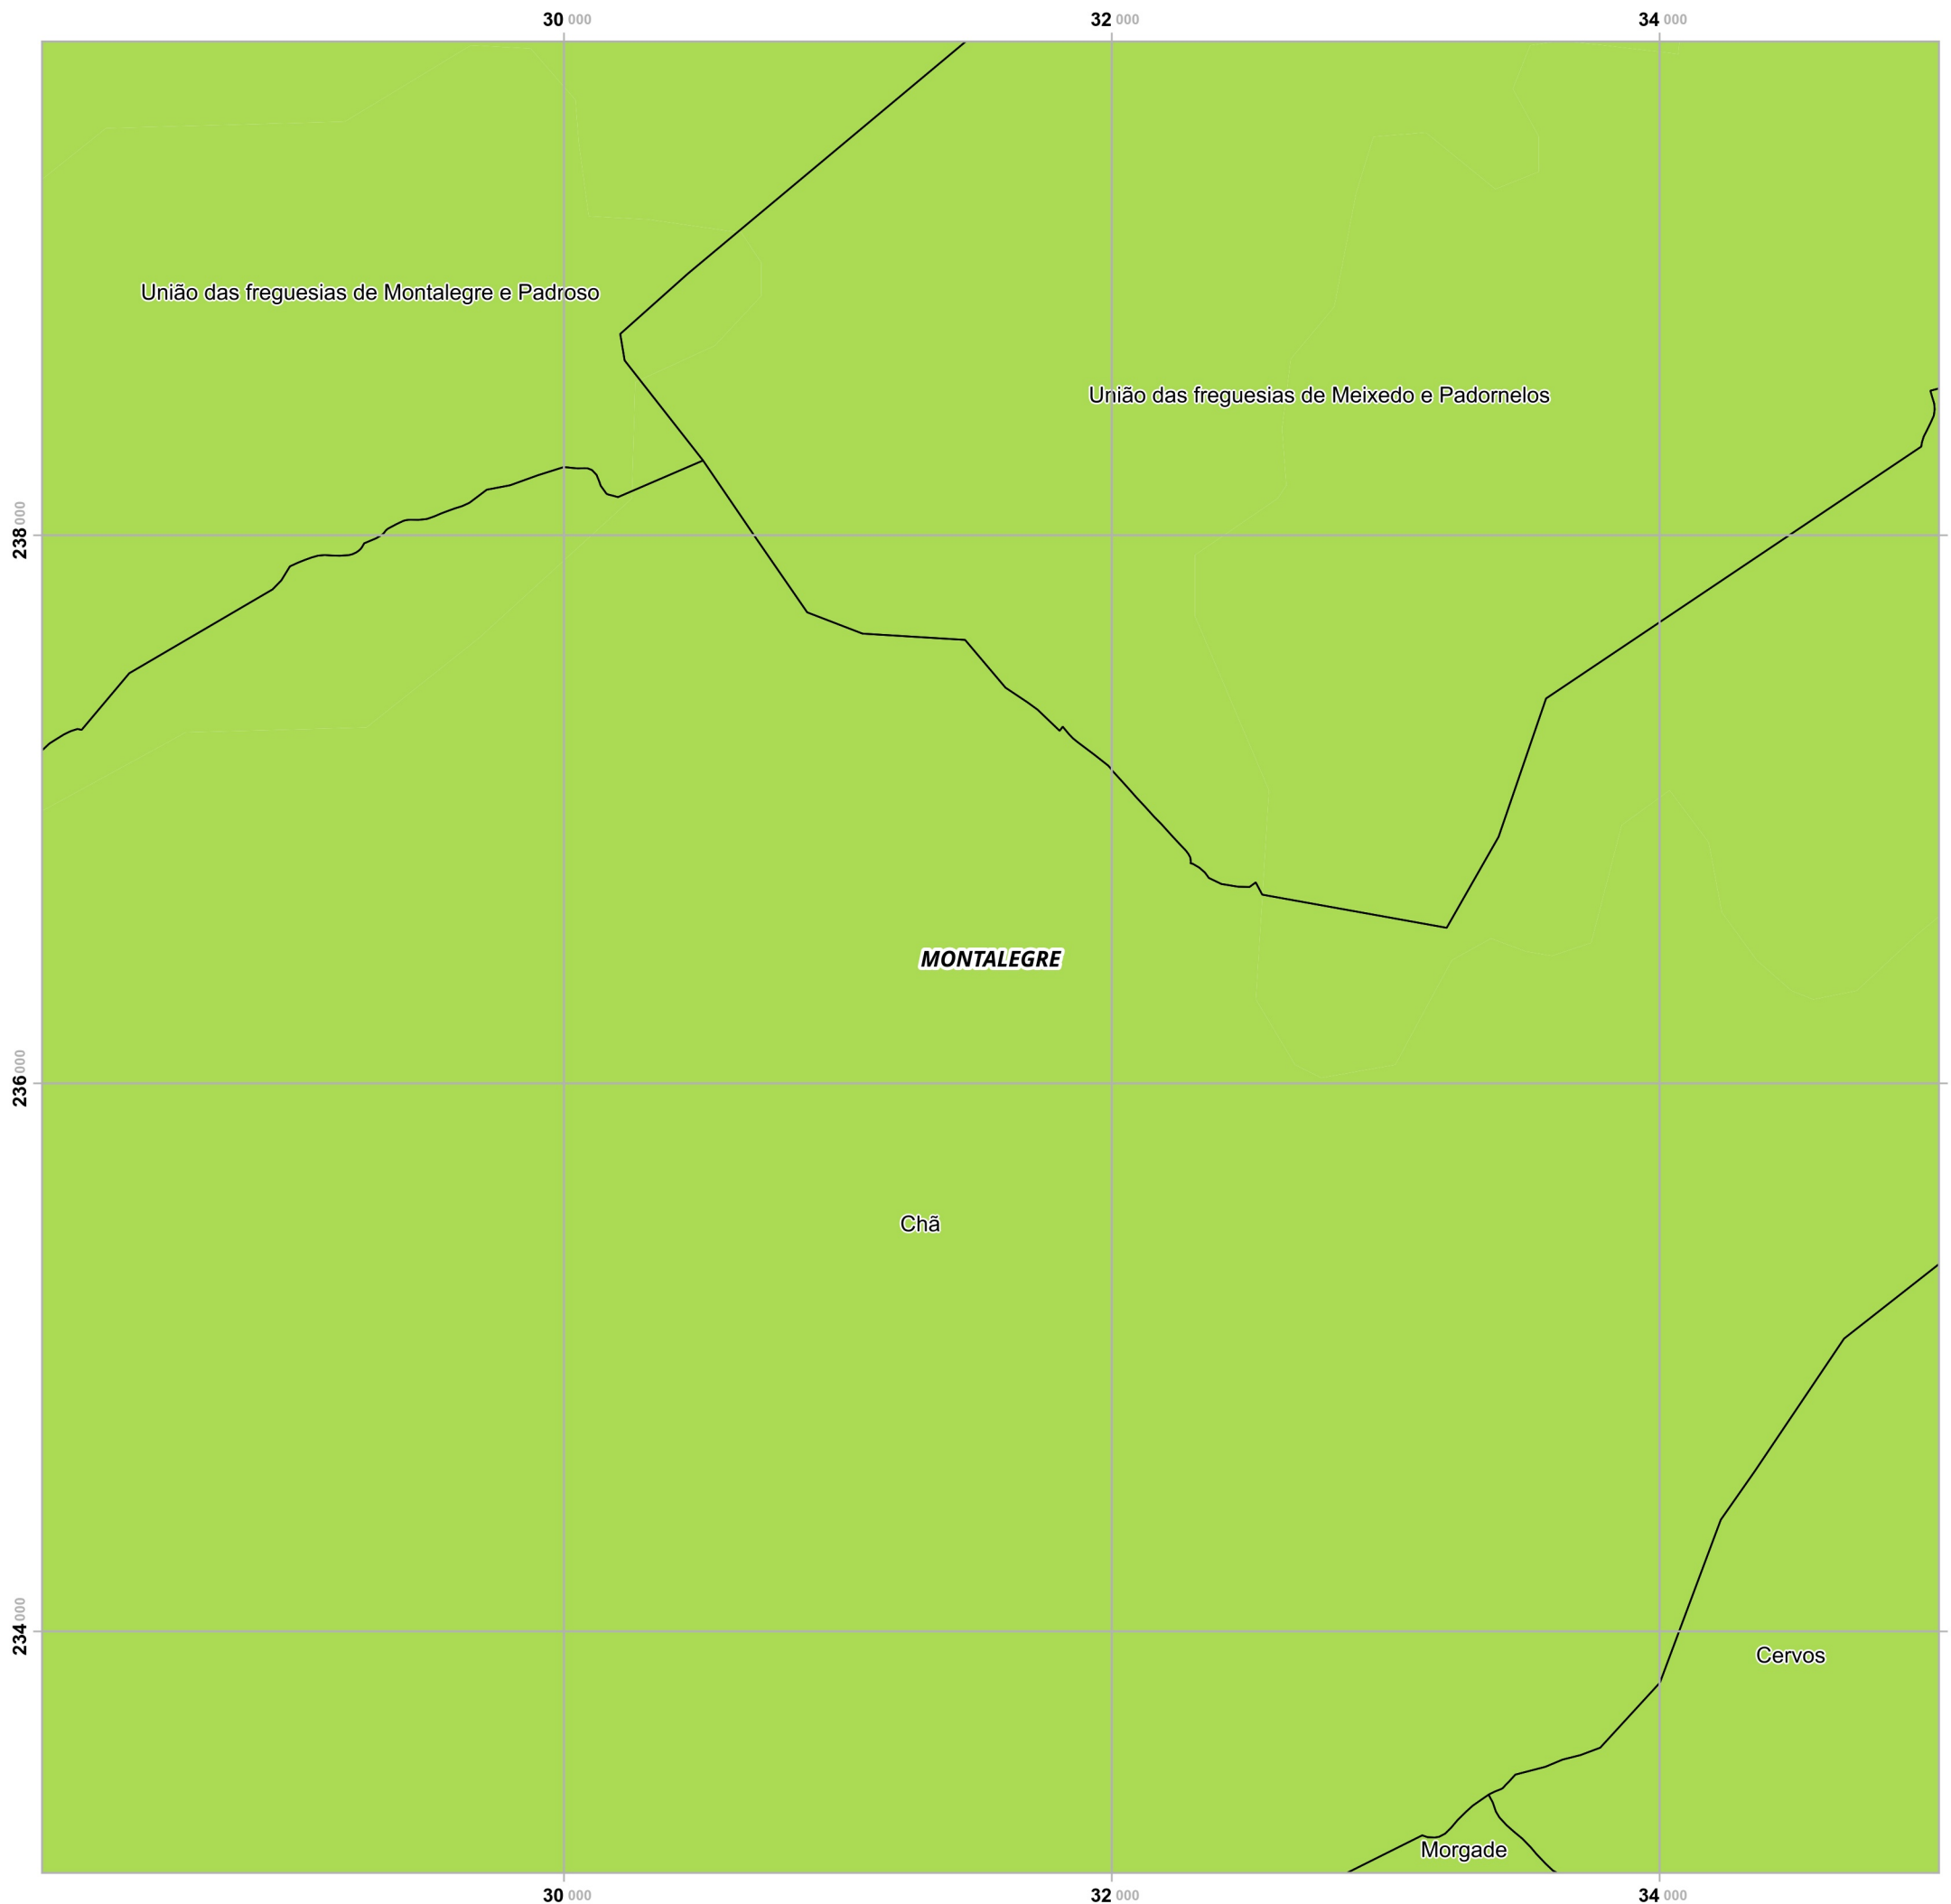 30 000
32 000
34 000
União das freguesias de Montalegre e Padroso
União das freguesias de Meixedo e Padornelos
238 000
MONTALEGRE
236 000
Chã
234 000
Cervos
Morgade
30 000
32 000
34 000